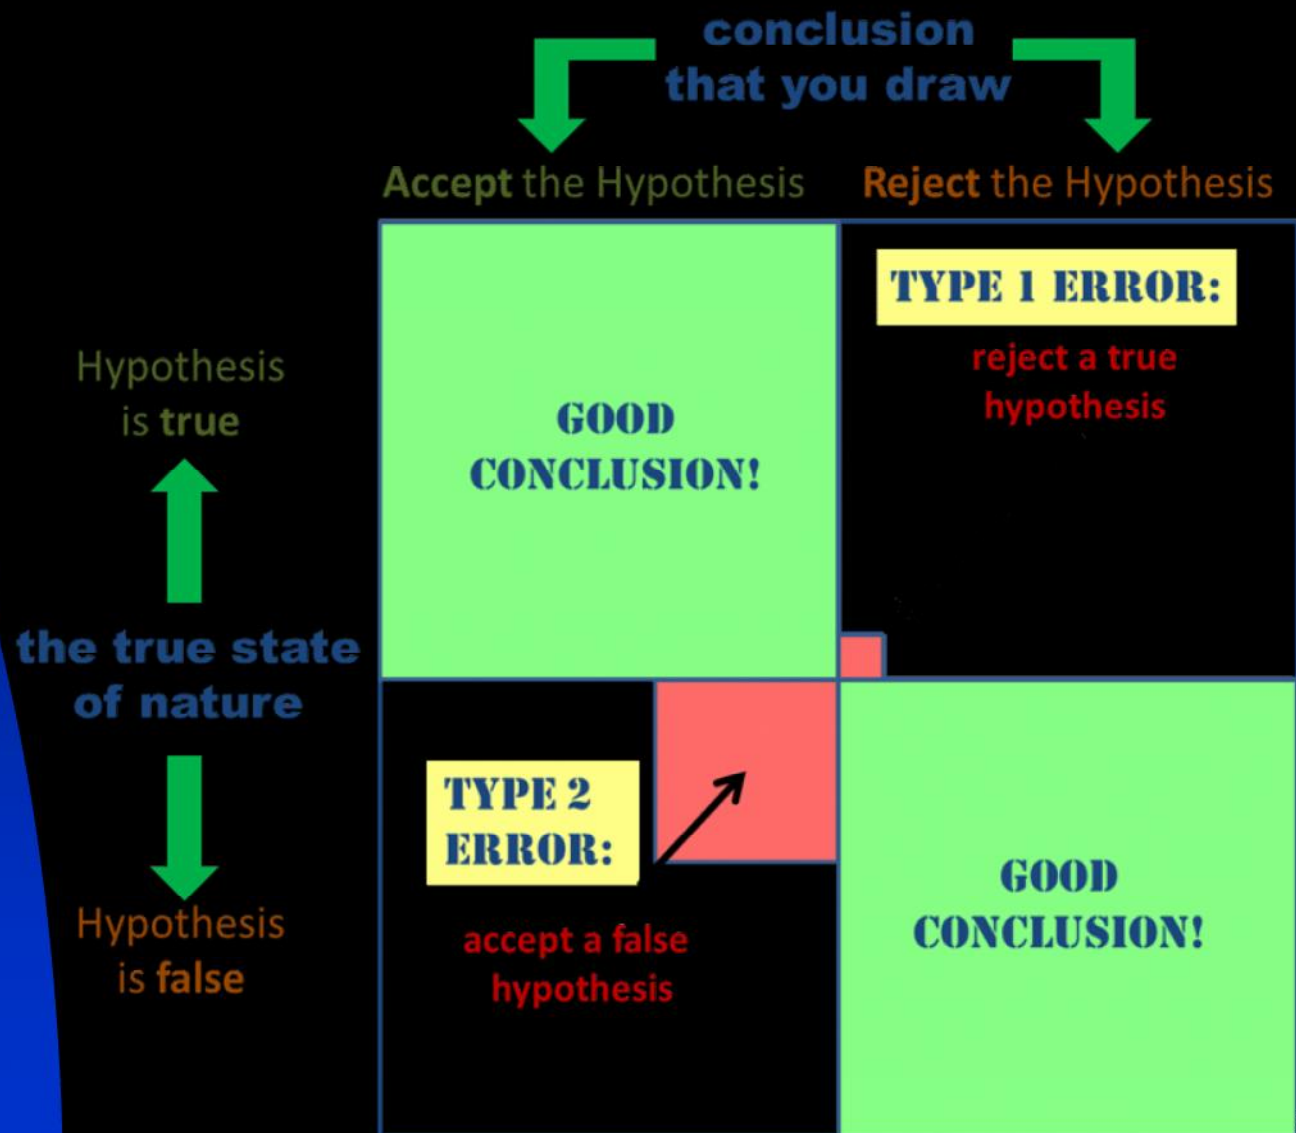 conclusion
that you draw
Accept the Hypothesis
Reject the Hypothesis
TYPE 1 ERROR:
reject a true
hypothesis
Hypothesis
is true
GOOD
CONCLUSION!
the true state
of nature
TYPE 2
ERROR:
accept a false
hypothesis
GOOD
CONCLUSION!
Hypothesis
is false